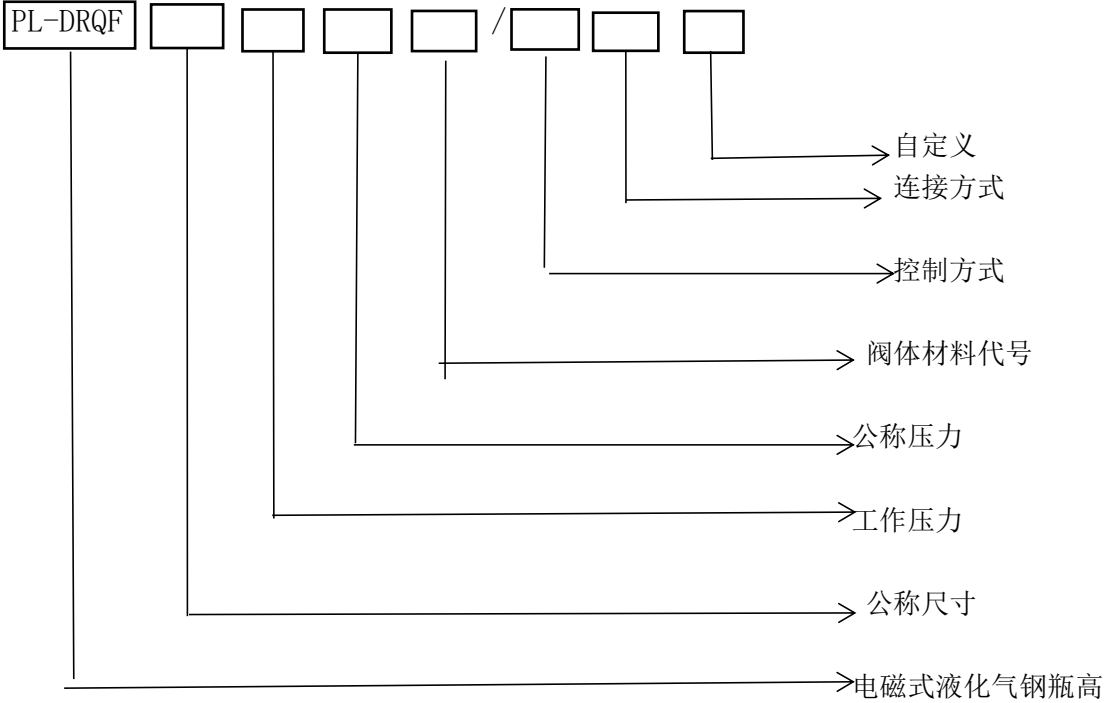 PL-DRQF /
自定义
连接方式
控制方式
阀体材料代号
公称压力
工作压力
公称尺寸
电磁式液化气钢瓶高